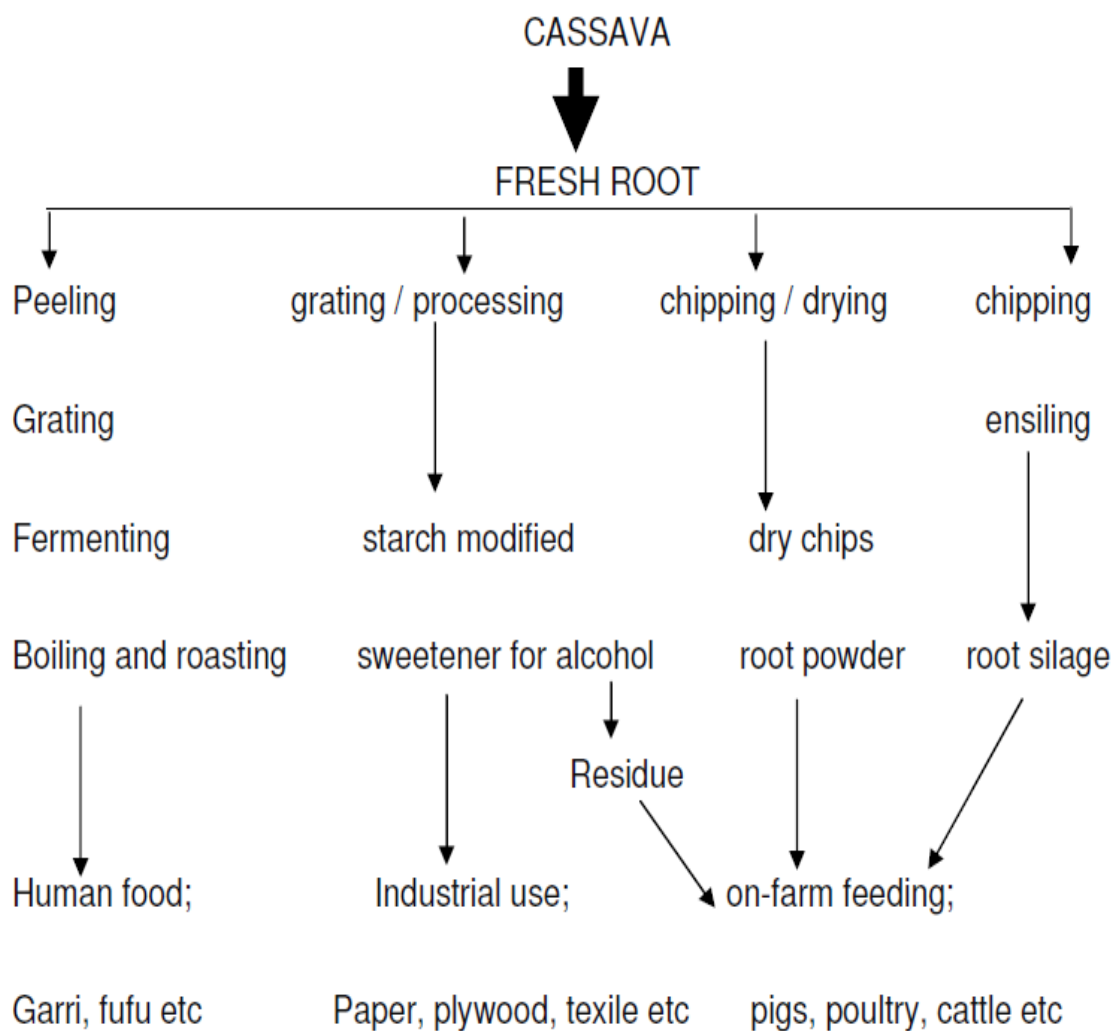 CASSAVA
FRESH ROOT
Peeling grating / processing chipping / drying chipping
Grating ensiling
Fermenting starch modified dry chips
Boiling and roasting sweetener for alcohol root powder root silage
Residue
Human food; Industrial use; on-farm feeding;
Garri, fufu etc Paper, plywood, texile etc pigs, poultry, cattle etc